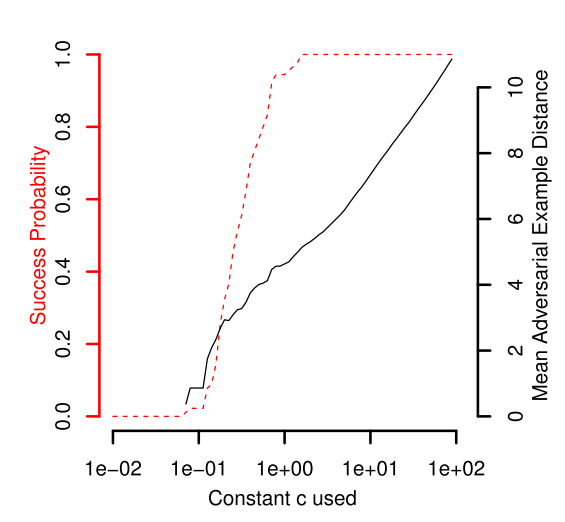 Success Probability
0.0 0.2 0.4 0.6 0.8 1.0
0 2 4 6 8 10
Mean Adversarial Example Distance
1e−02 1e−01 1e+00 1e+01 1e+02
Constant c used